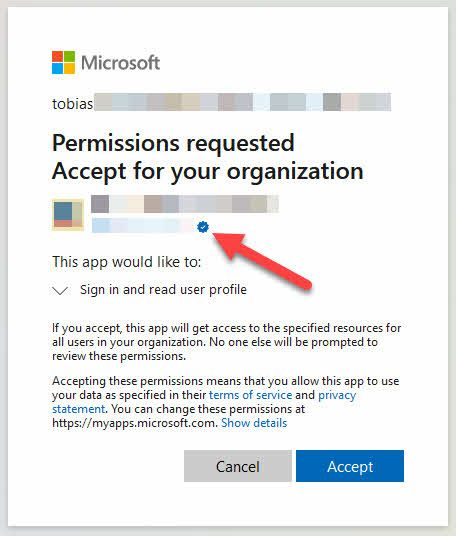 Microsoft
tobias
Permissions requested
Accept for your organization
This app would like to:
Sign in and read user profile
If you accept, this app will get access to the specified resources for
all users in your organization. No one else will be prompted to
review these permissions.
Accepting these permissions means that you allow this app to use
your data as specified in their terms of service and privacy
statement. You can change these permissions at
https://myapps.microsoft.com. Show details
Cancel
Accept